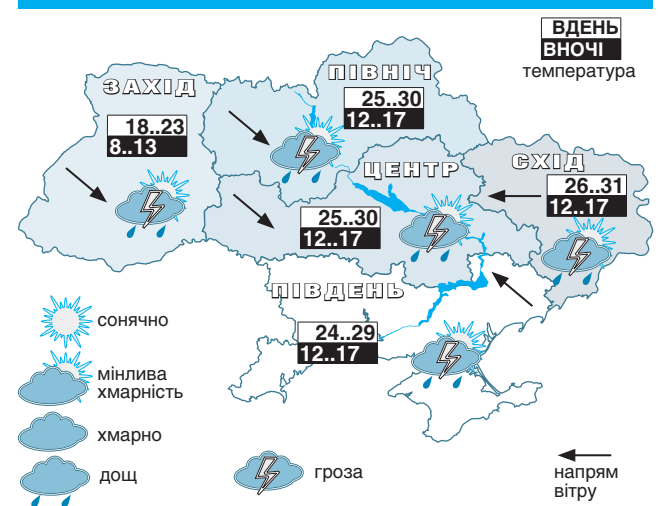 ВДЕНЬ
ВНОЧІ
температура
ПІВНІЧ
25..30
12..17
ЗАХІД
18..23
8..13
ЦЕНТР
25..30
12..17
СХІД
26..31
12..17
ПІВДЕНЬ
24..29
12..17
сонячно
мінлива
хмарність
хмарно
дощ
гроза
напрям
вітру